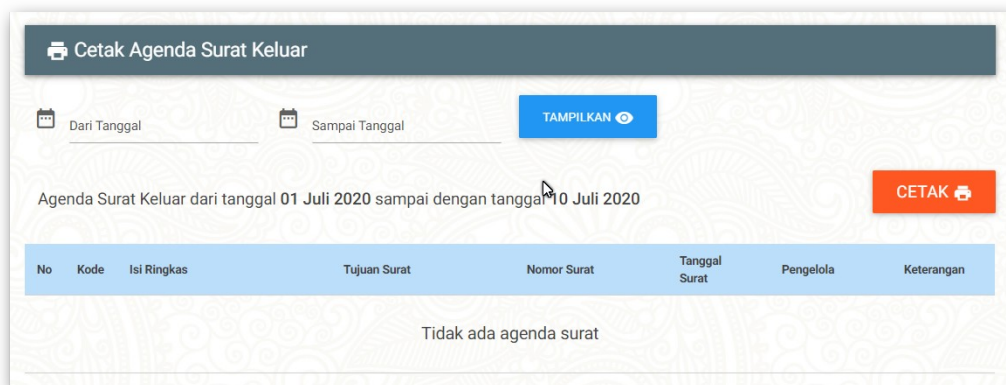 Cetak Agenda Surat Keluar
Dari Tanggal
Sampai Tanggal
TAMPILKAN
Agenda Surat Keluar dari tanggal 01 Juli 2020 sampai dengan tanggal 10 Juli 2020
CETAK
No Kode Isi Ringkas Tujuan Surat Nomor Surat Tanggal Surat Pengelola Keterangan
Tidak ada agenda surat